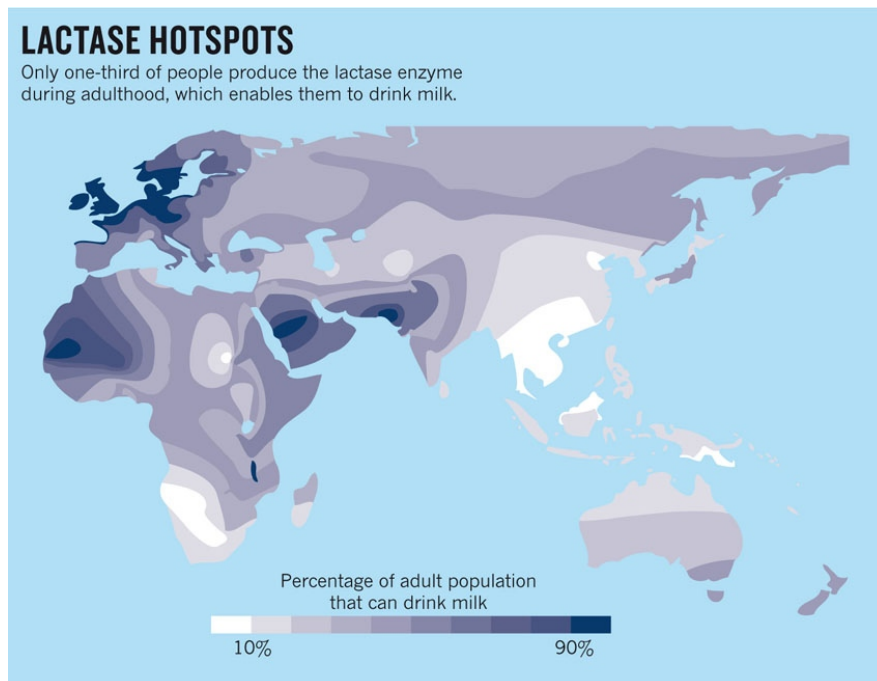 LACTASE HOTSPOTS
Only one-third of people produce the lactase enzyme
during adulthood, which enables them to drink milk.
Percentage of adult population
that can drink milk
10%
90%